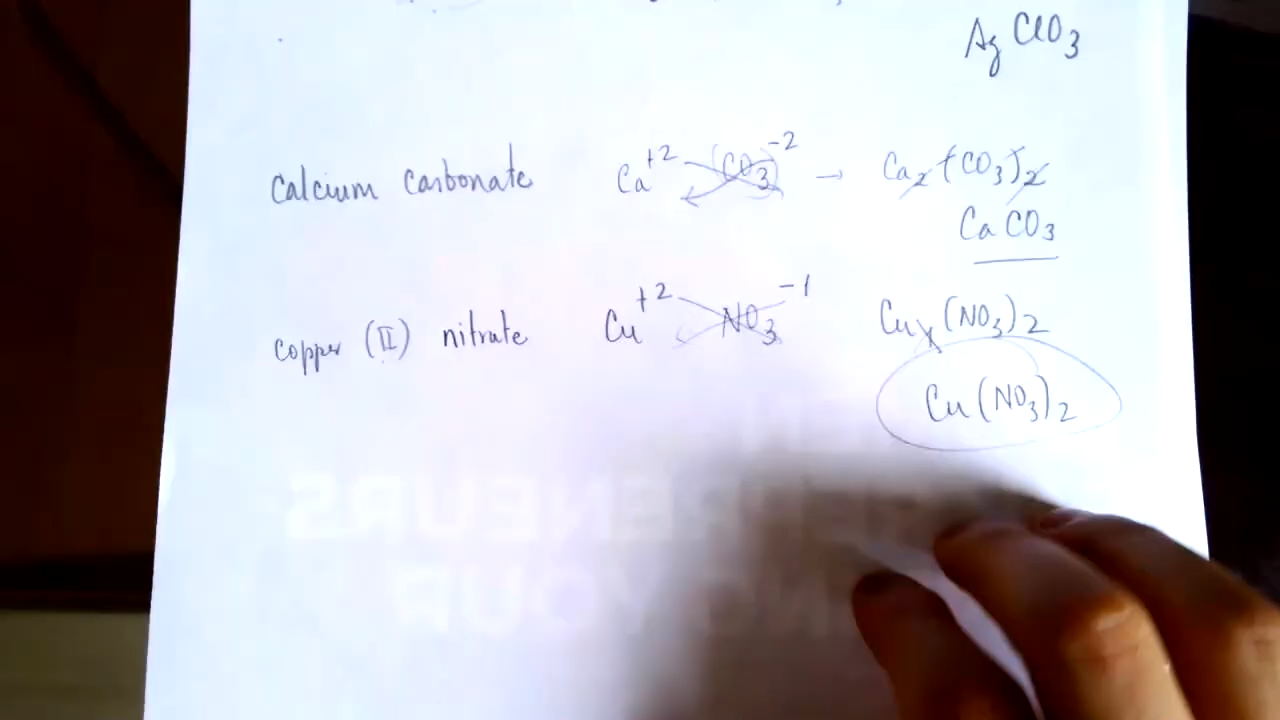 AgClO3
calcium carbonate Ca+2 (CO3)-2 → Ca2(CO3)2
CaCO3
copper (II) nitrate Cu+2 NO3-1 Cux(NO3)2
Cu(NO3)2